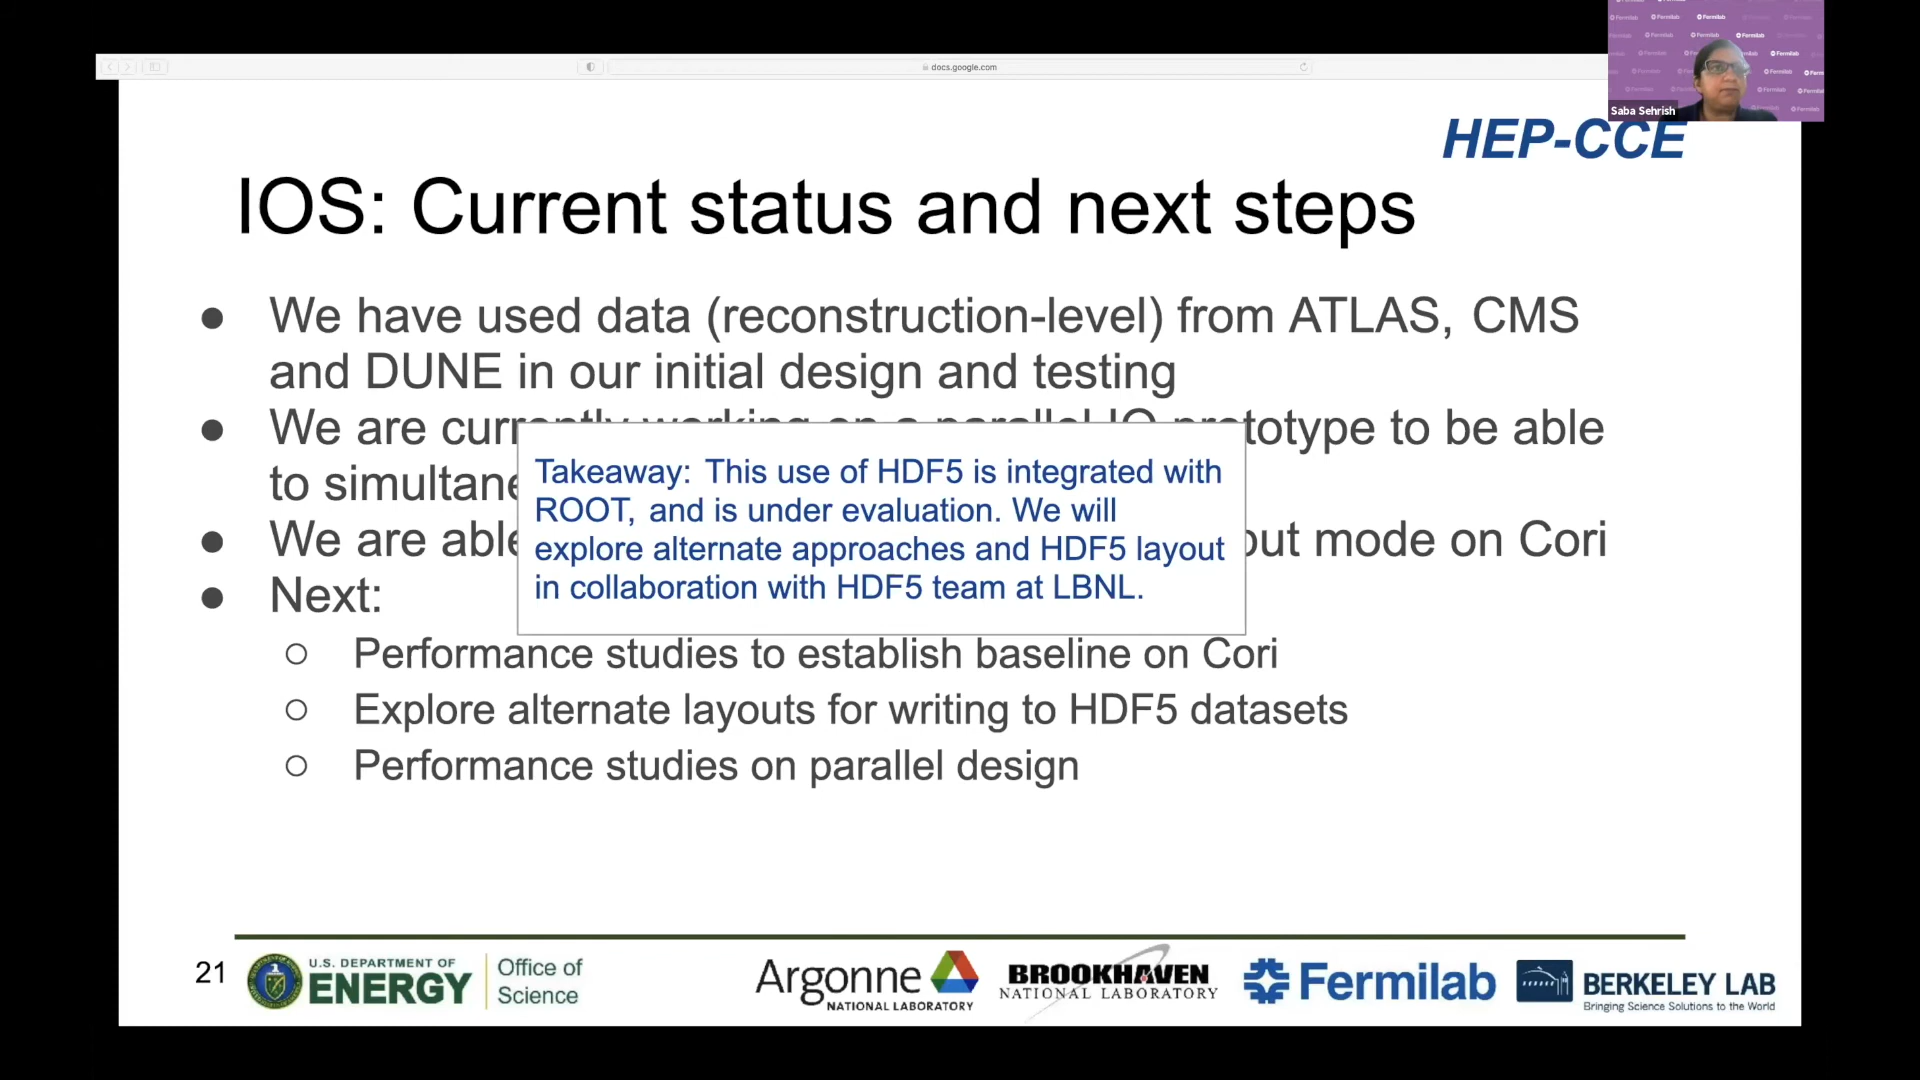 docs.google.com
Fermilab
Saba Sehrish
HEP-CCE
IOS: Current status and next steps
● We have used data (reconstruction-level) from ATLAS, CMS
and DUNE in our initial design and testing
● We are currently working on a parallel IO prototype to be able
to simultane
● We are able out mode on Cori
● Next:
Takeaway: This use of HDF5 is integrated with
ROOT, and is under evaluation. We will
explore alternate approaches and HDF5 layout
in collaboration with HDF5 team at LBNL.
○ Performance studies to establish baseline on Cori
○ Explore alternate layouts for writing to HDF5 datasets
○ Performance studies on parallel design
21
U.S. DEPARTMENT OF
ENERGY
Office of
Science
Argonne
NATIONAL LABORATORY
BROOKHAVEN
NATIONAL LABORATORY
Fermilab
BERKELEY LAB
Bringing Science Solutions to the World